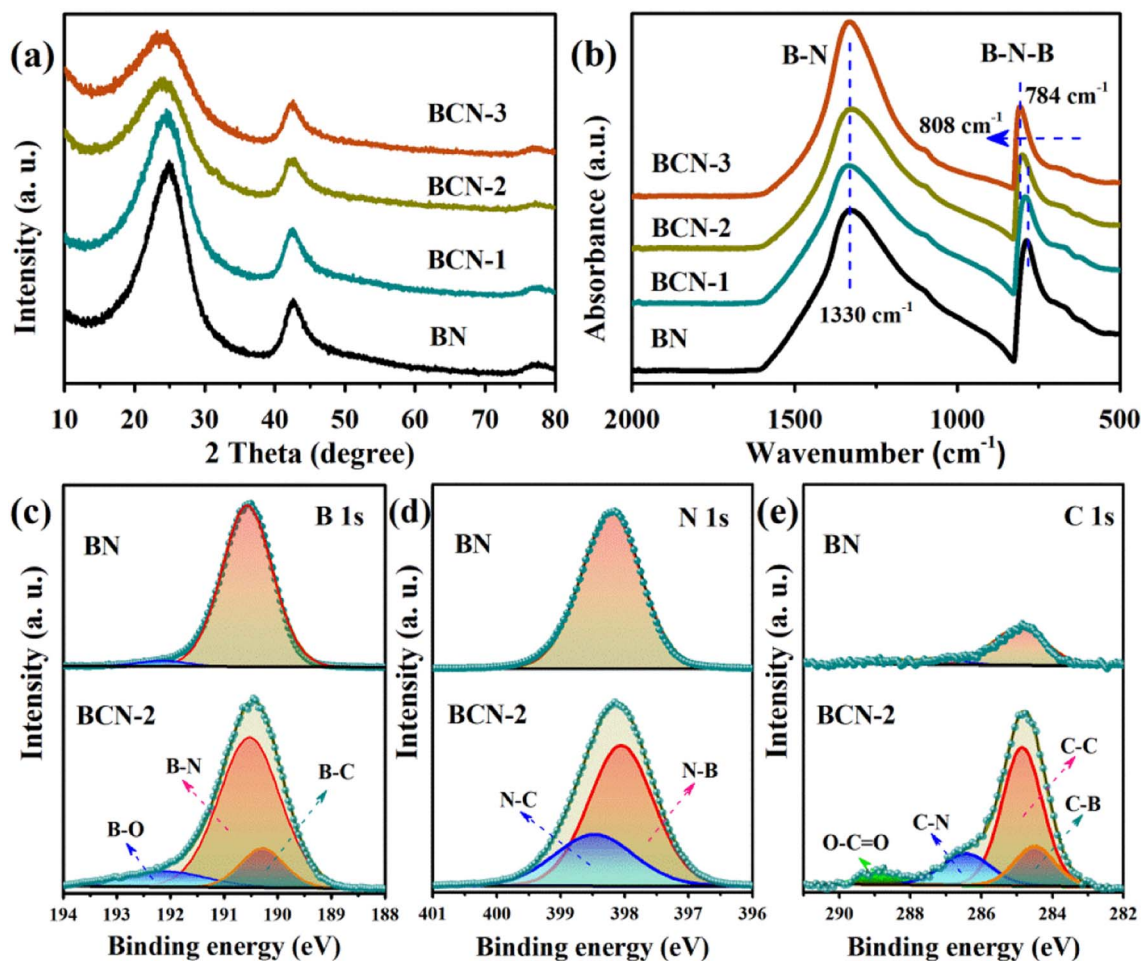 (a)
Intensity (a. u.)
BCN-3
BCN-2
BCN-1
BN
10 20 30 40 50 60 70 80
2 Theta (degree)
(b)
Absorbance (a.u.)
B-N
B-N-B
784 cm-1
808 cm-1
BCN-3
BCN-2
BCN-1
BN
1330 cm-1
2000 1500 1000 500
Wavenumber (cm-1)
(c)
Intensity (a. u.)
B 1s
BN
BCN-2
B-N
B-C
B-O
194 193 192 191 190 189 188
Binding energy (eV)
(d)
Intensity (a. u.)
N 1s
BN
BCN-2
N-C
N-B
401 400 399 398 397 396
Binding energy (eV)
(e)
Intensity (a. u.)
C 1s
BN
BCN-2
C-C
C-B
C-N
O-C=O
290 288 286 284 282
Binding energy (eV)